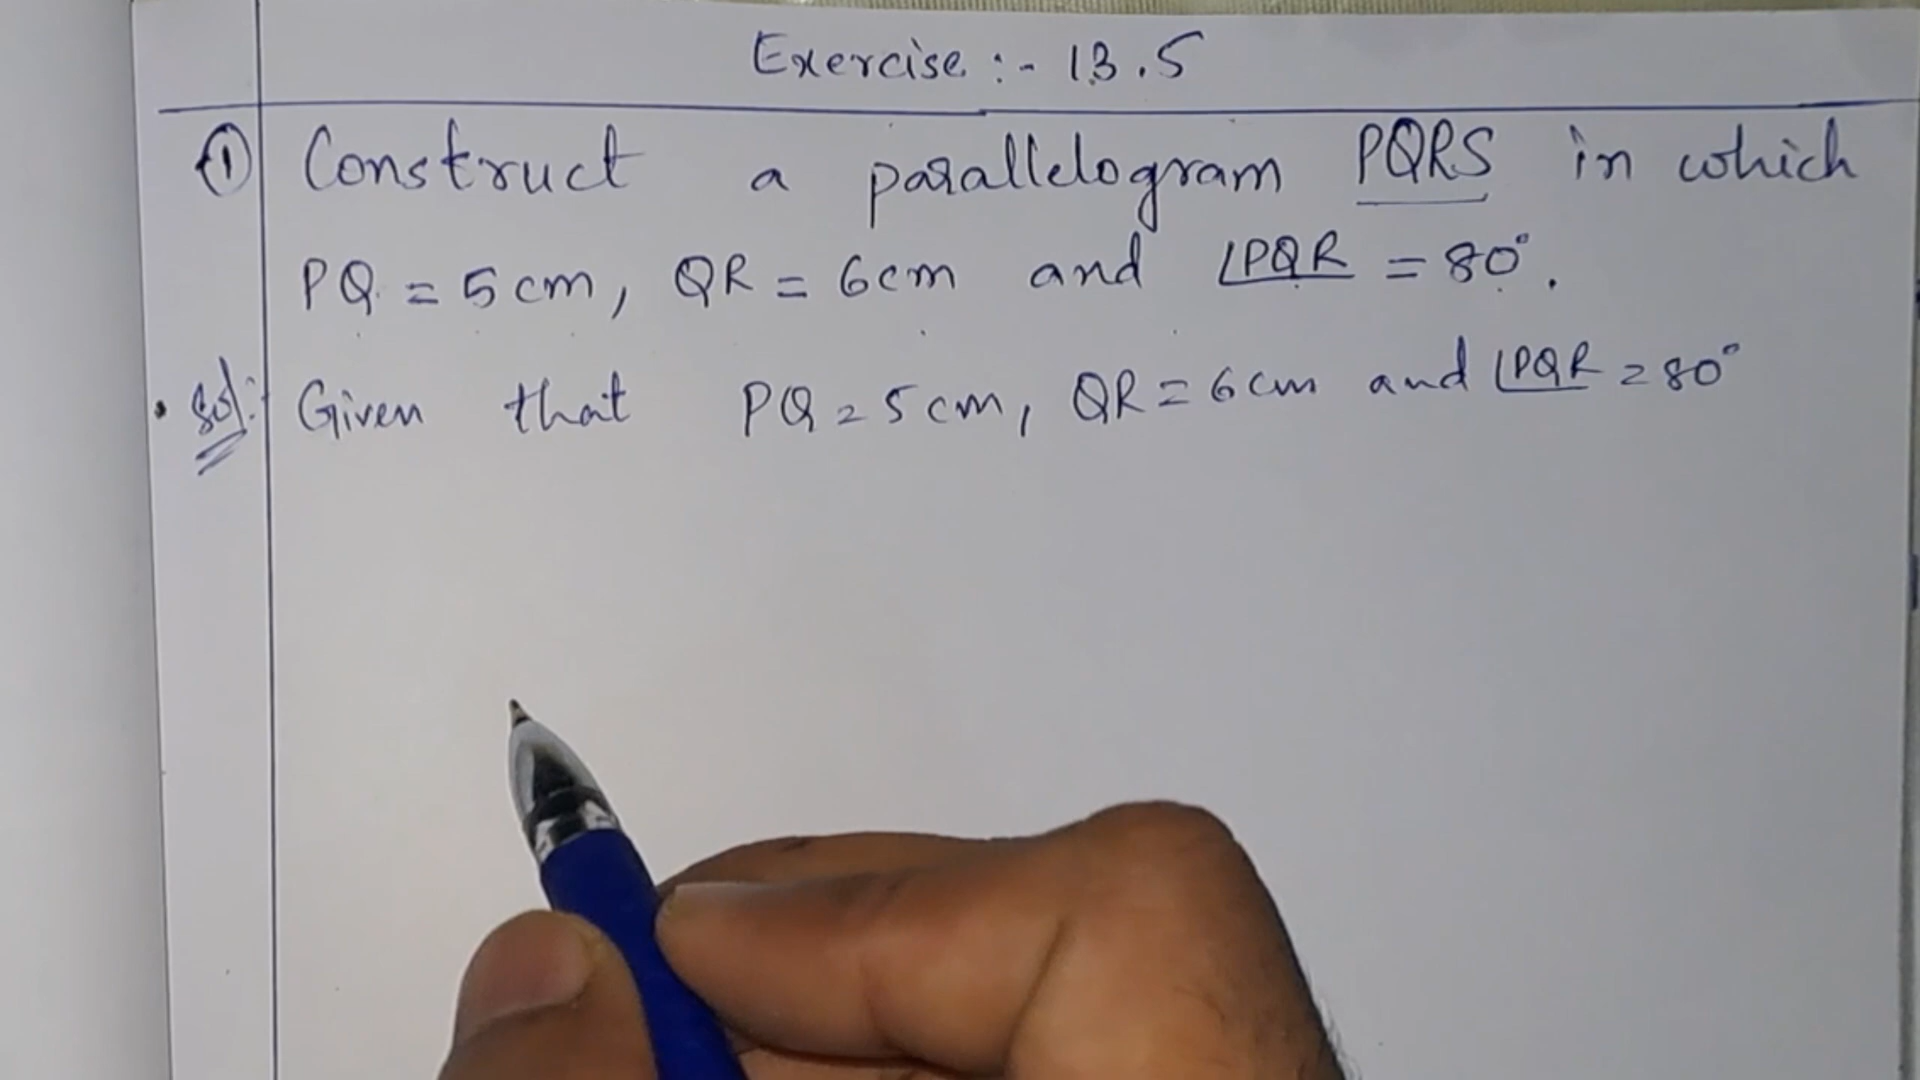 Exercise :- 13.5
① Construct a parallelogram PQRS in which
PQ = 5cm, QR = 6cm and ∠PQR = 80°.
Sol: Given that PQ = 5cm, QR = 6cm and ∠PQR = 80°